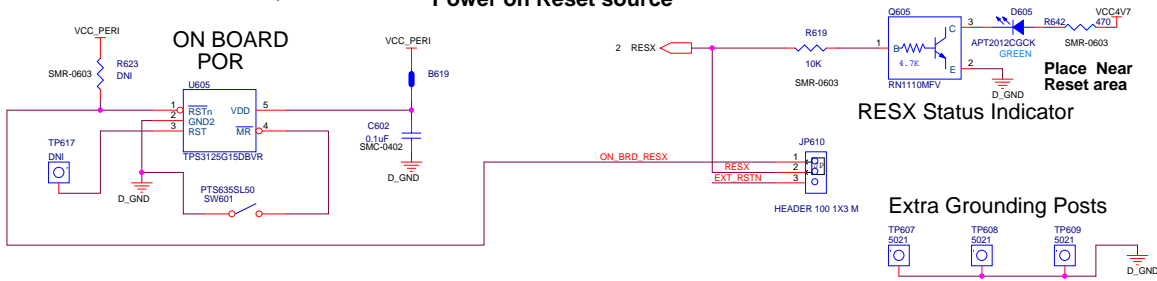 Power on Reset source
VCC_PERI
ON BOARD
POR
VCC_PERI
R623
DNI
SMR-0603
B619
U605
1 RSTn VDD 5
2 GND2
3 RST MR 4
TPS3125G15DBVR
TP617
DNI
C602
0.1uF
SMC-0402
D_GND
D_GND
PTS635SL50
SW601
2 RESX
R619
10K
SMR-0603
Q605
1 B
4.7K
C 3
E 2
RN1110MFV
D605
APT2012CGCK
GREEN
R642 470
SMR-0603
VCC4V7
D_GND
Place Near
Reset area
RESX Status Indicator
JP610
ON_BRD_RESX 1
RESX 2
EXT_RSTN 3
HEADER 100 1X3 M
Extra Grounding Posts
TP607
5021
TP608
5021
TP609
5021
D_GND